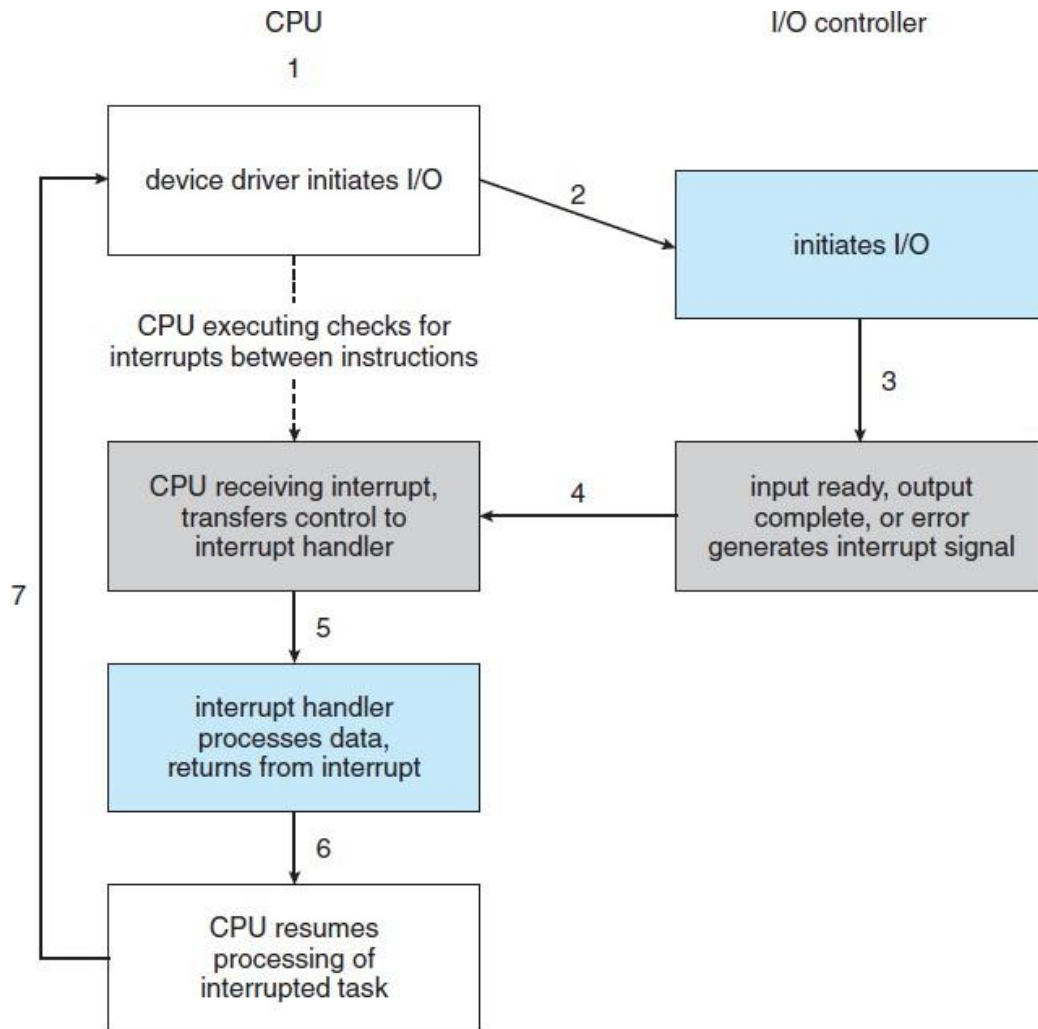 CPU
I/O controller
1
device driver initiates I/O
2
initiates I/O
CPU executing checks for
interrupts between instructions
3
CPU receiving interrupt,
transfers control to
interrupt handler
4
input ready, output
complete, or error
generates interrupt signal
7
5
interrupt handler
processes data,
returns from interrupt
6
CPU resumes
processing of
interrupted task